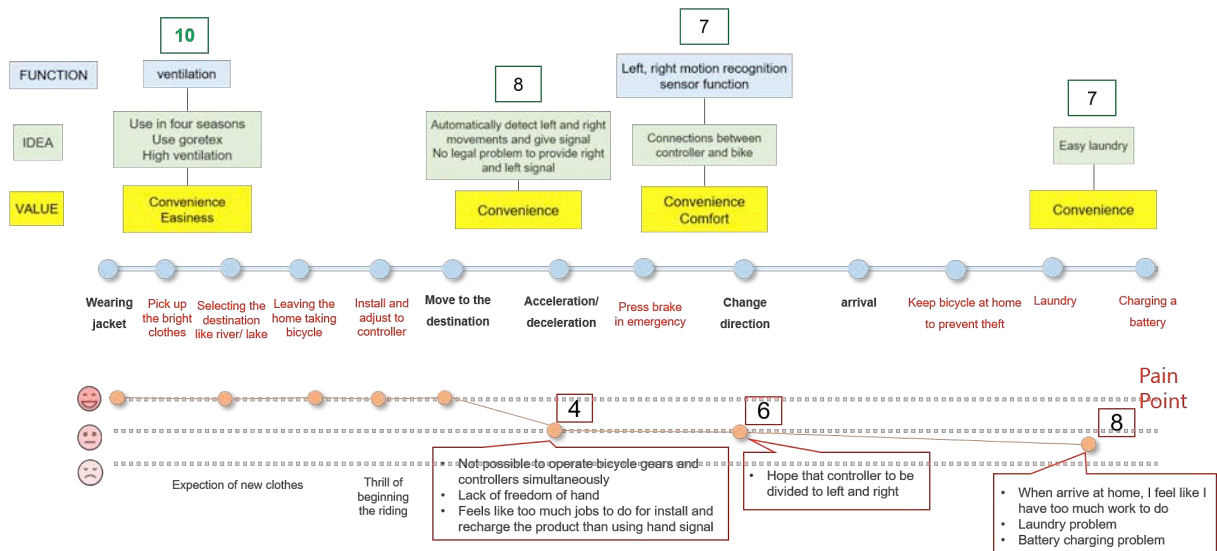 10
7
FUNCTION
ventilation
Left, right motion recognition
sensor function
8
7
IDEA
Use in four seasons
Use goretex
High ventilation
Automatically detect left and right
movements and give signal
No legal problem to provide right
and left signal
Connections between
controller and bike
Easy laundry
VALUE
Convenience
Easiness
Convenience
Convenience
Comfort
Convenience
Wearing
jacket
Pick up
the bright
clothes
Selecting the
destination
like river/ lake
Leaving the
home taking
bicycle
Install and
adjust to
controller
Move to the
destination
Acceleration/
deceleration
Press brake
in emergency
Change
direction
arrival
Keep bicycle at home
to prevent theft
Laundry
Charging a
battery
Pain
Point
4
6
8
Expection of new clothes
Thrill of
beginning
the riding
• Not possible to operate bicycle gears and
controllers simultaneously
• Lack of freedom of hand
• Feels like too much jobs to do for install and
recharge the product than using hand signal
• Hope that controller to be
divided to left and right
• When arrive at home, I feel like I
have too much work to do
• Laundry problem
• Battery charging problem